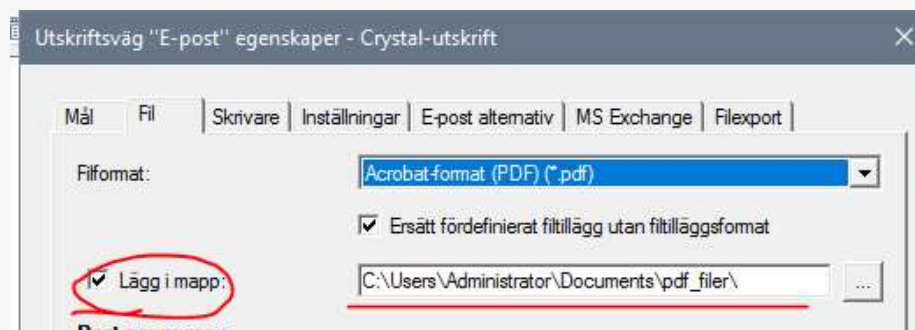 Utskriftsväg "E-post" egenskaper - Crystal-utskrift
Mål Fil Skrivare Inställningar E-post alternativ MS Exchange Filexport
Filformat: Acrobat-format (PDF) (*.pdf)
Ersätt fördefinierat filtillägg utan filtilläggsformat
Lägg i mapp: C:\Users\Administrator\Documents\pdf_filer\ ...